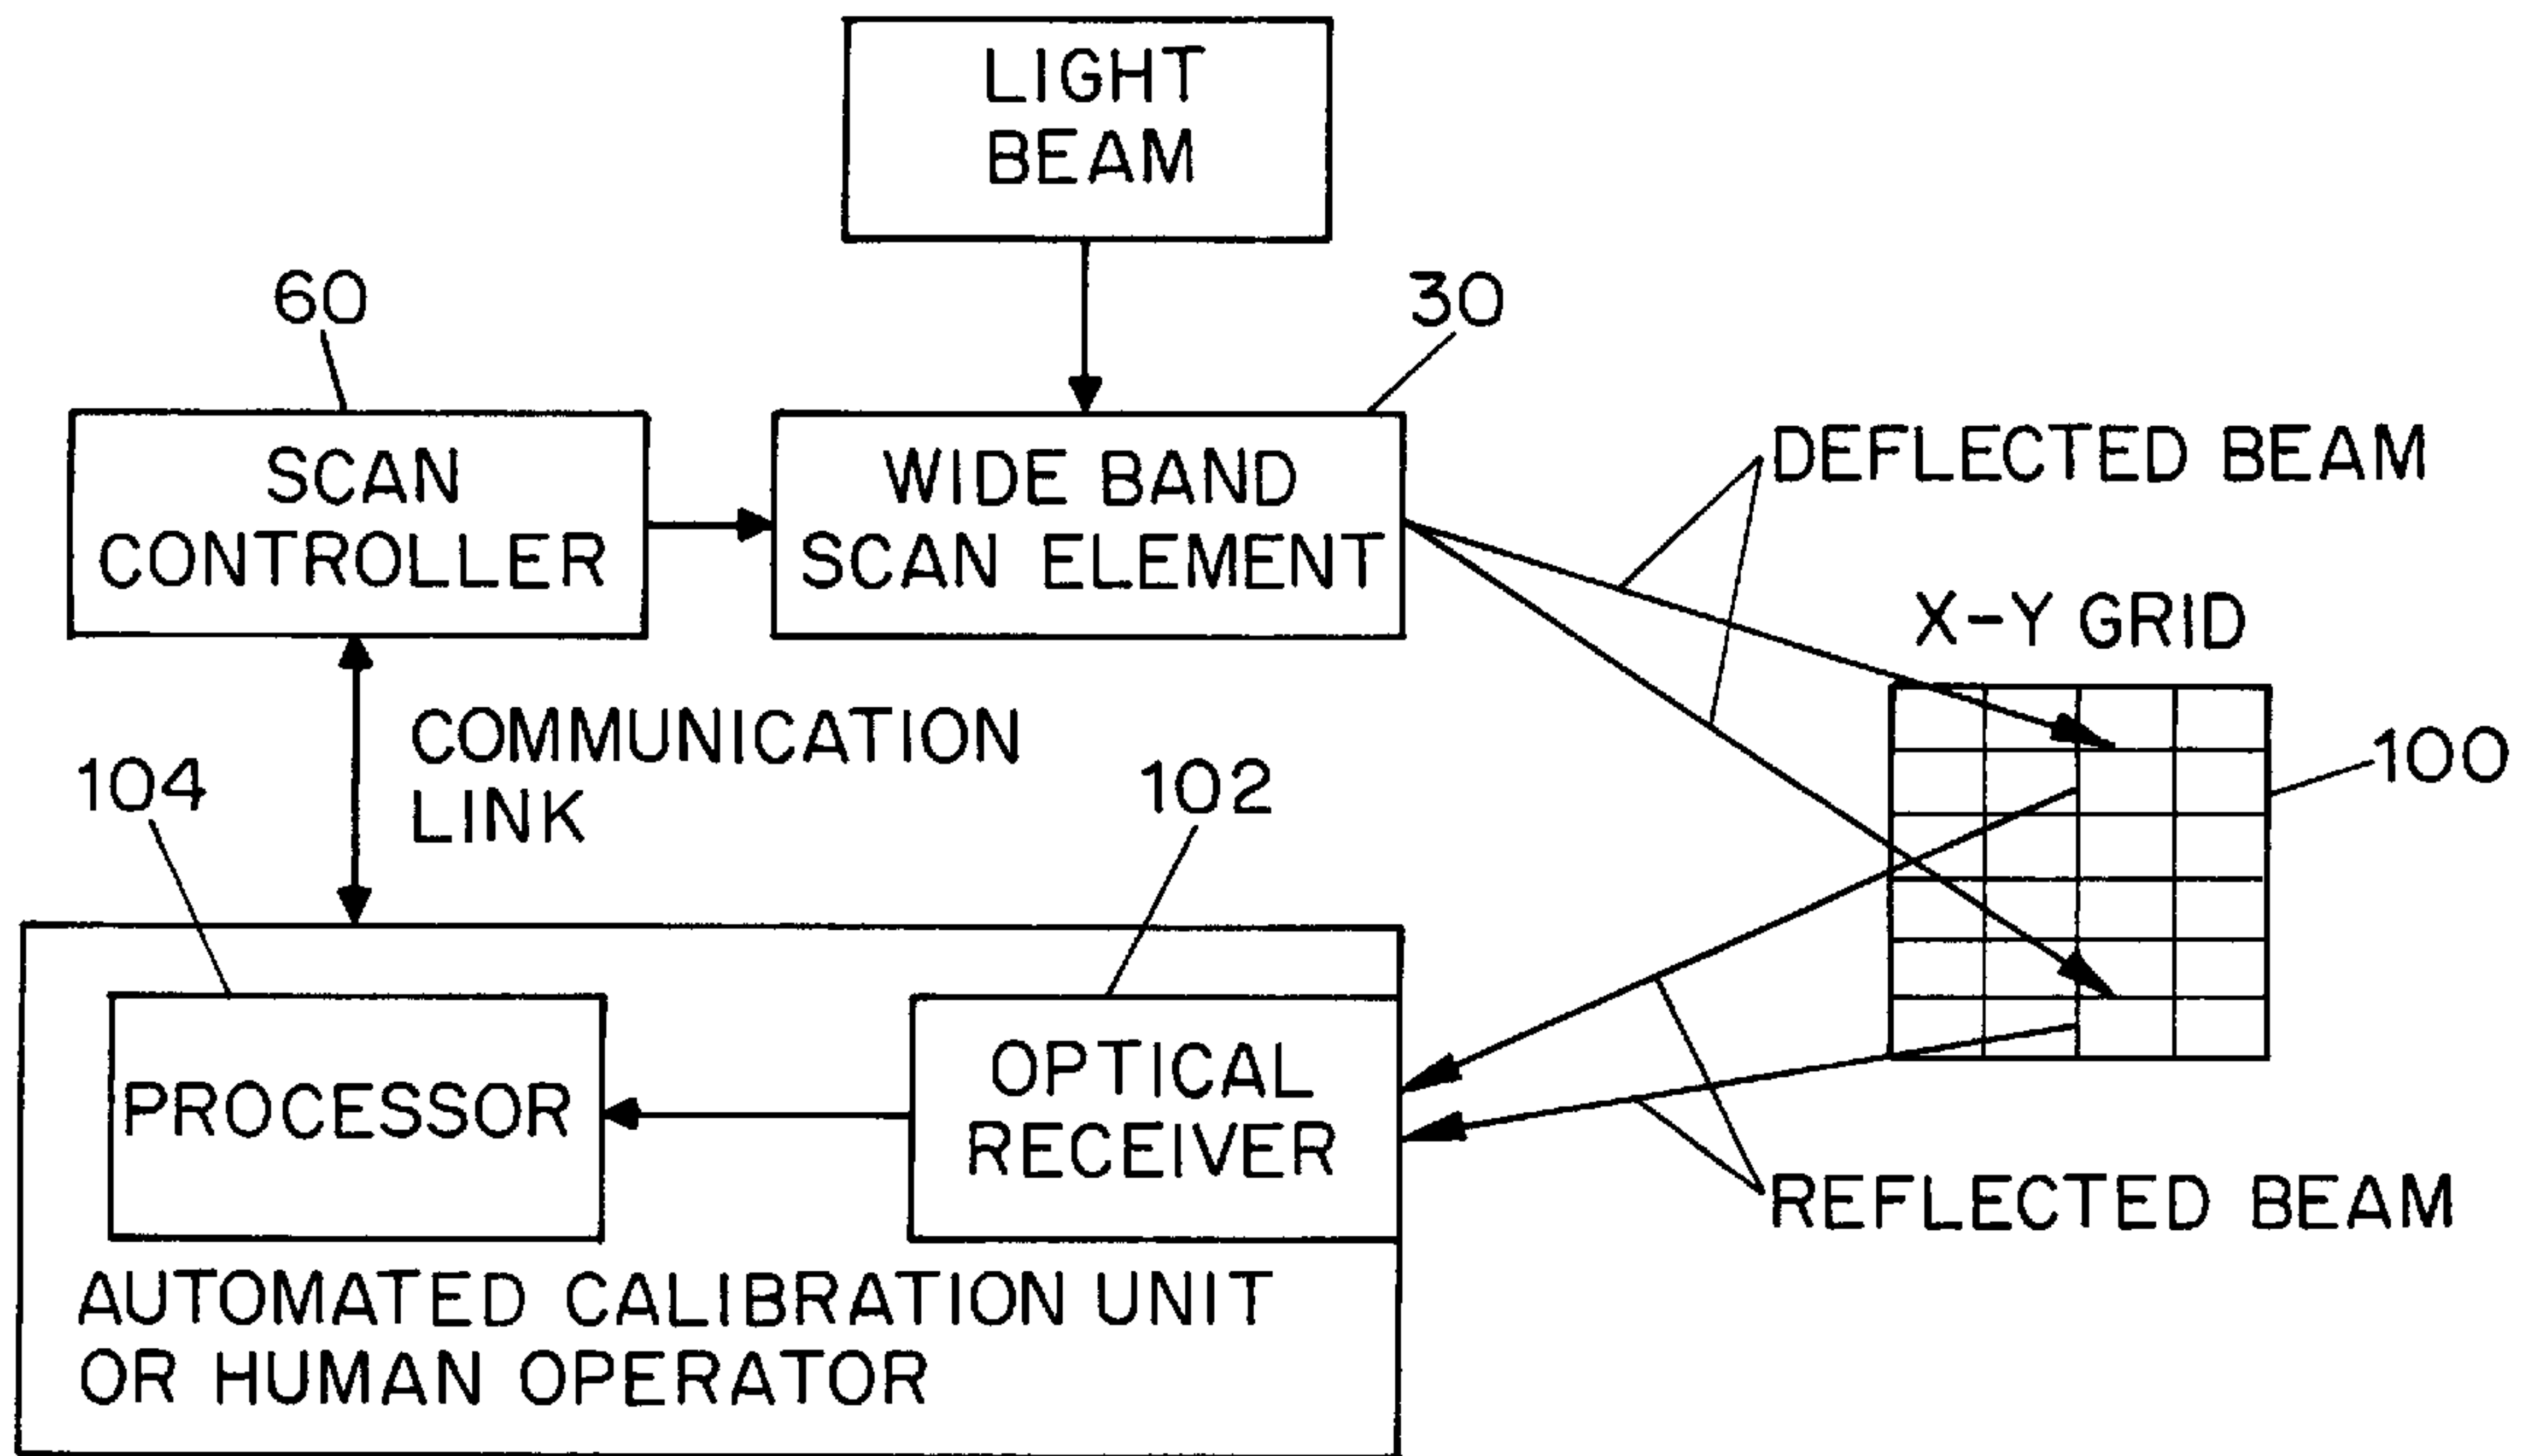 LIGHT
BEAM
60
30
SCAN
CONTROLLER
WIDE BAND
SCAN ELEMENT
DEFLECTED BEAM
X-Y GRID
COMMUNICATION
LINK
100
104
102
PROCESSOR
OPTICAL
RECEIVER
REFLECTED BEAM
AUTOMATED CALIBRATION UNIT
OR HUMAN OPERATOR